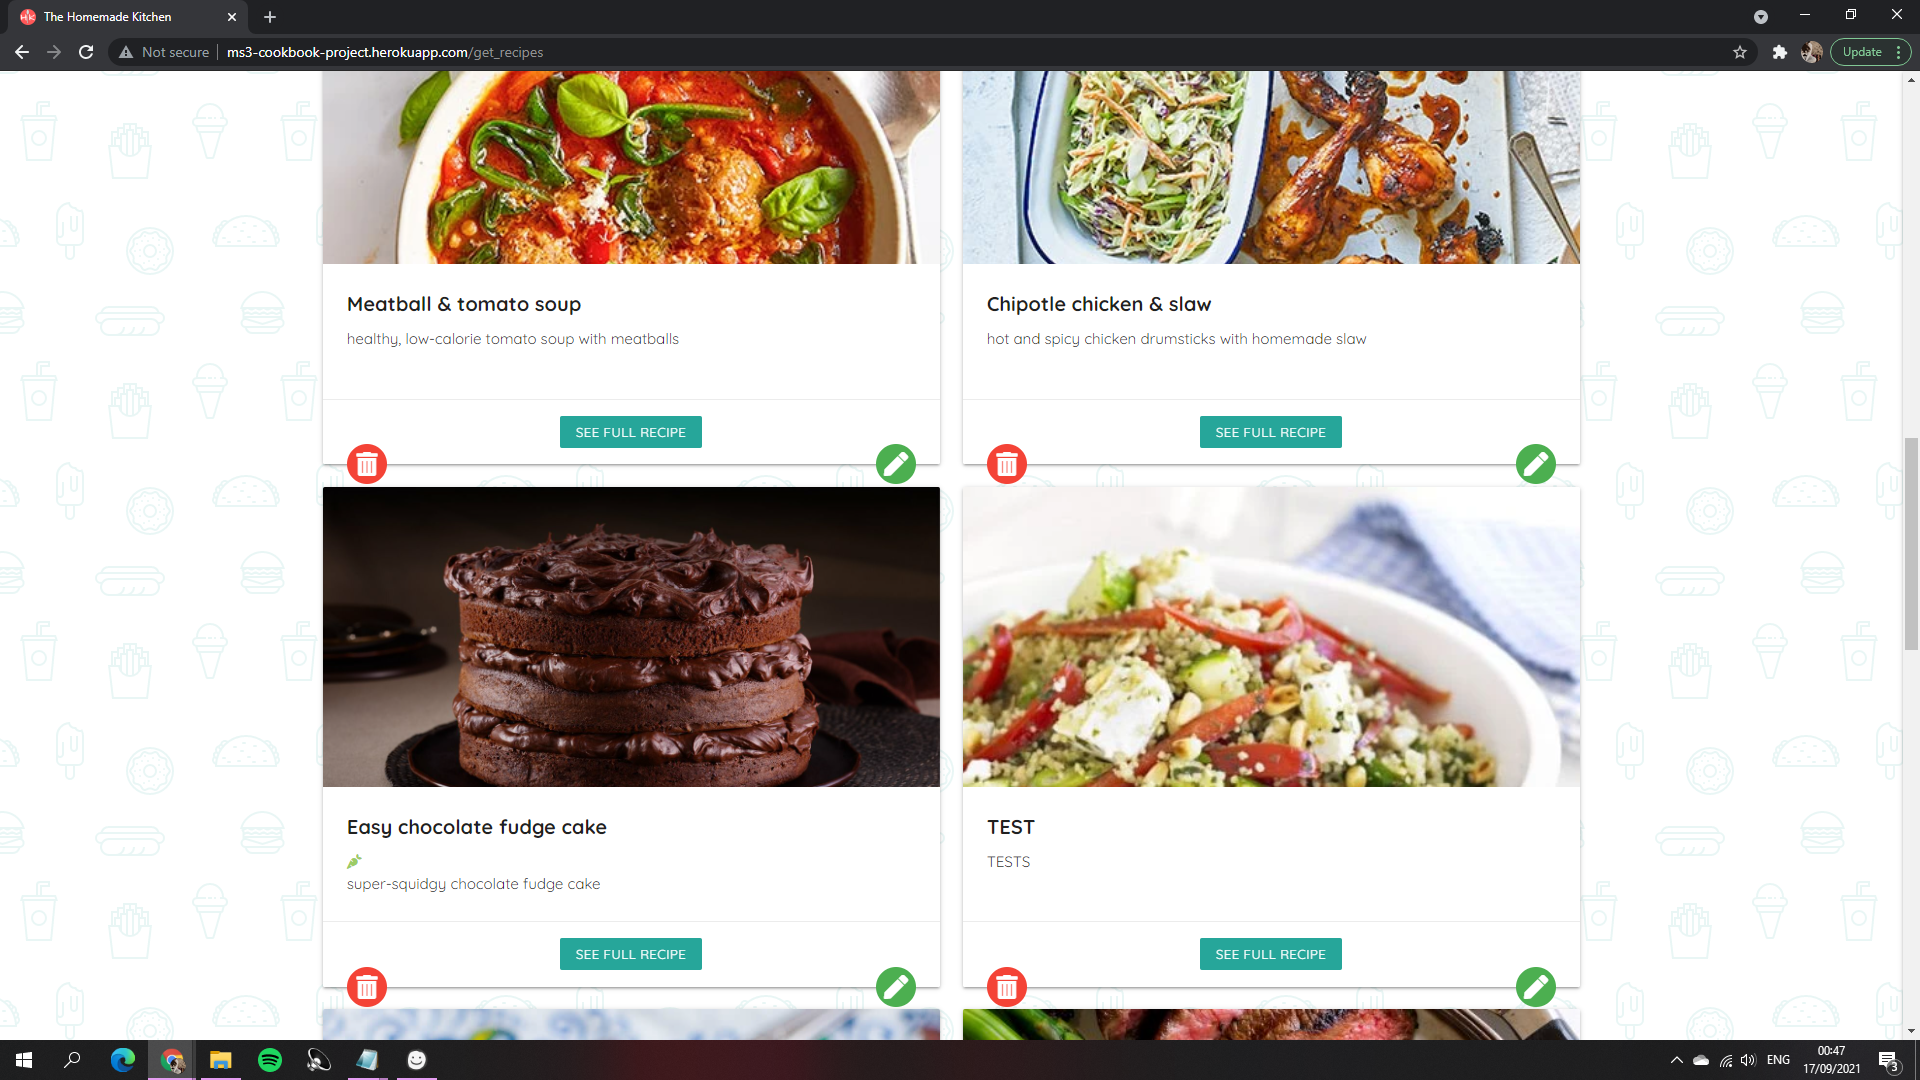 The Homemade Kitchen
Not secure
ms3-cookbook-project.herokuapp.com/get_recipes
Update
Meatball & tomato soup
healthy, low-calorie tomato soup with meatballs
SEE FULL RECIPE
Chipotle chicken & slaw
hot and spicy chicken drumsticks with homemade slaw
SEE FULL RECIPE
Easy chocolate fudge cake
super-squidgy chocolate fudge cake
SEE FULL RECIPE
TEST
TESTS
SEE FULL RECIPE
ENG
00:47
17/09/2021
3